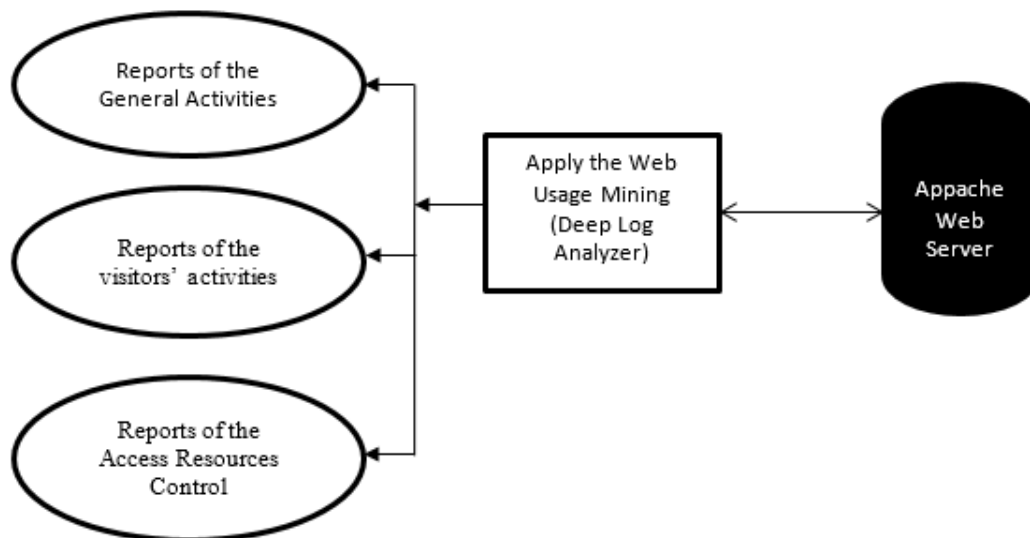 Reports of the
General Activities
Reports of the
visitors’ activities
Reports of the
Access Resources
Control
Apply the Web
Usage Mining
(Deep Log
Analyzer)
Appache
Web
Server